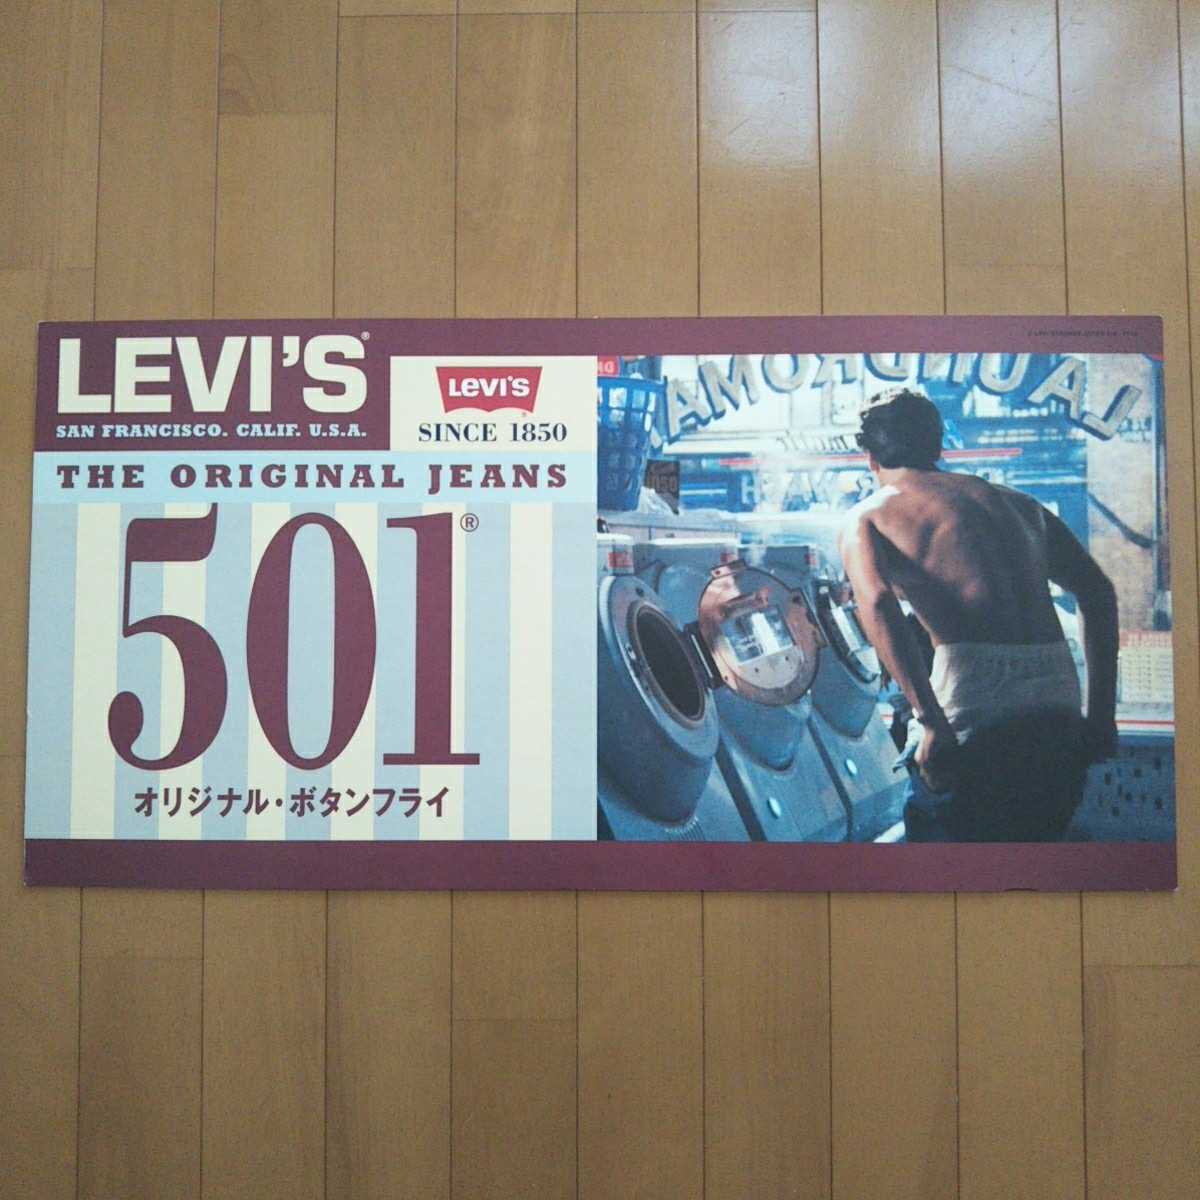 LEVI'S®
SAN FRANCISCO. CALIF. U.S.A.
LEVI'S
SINCE 1850
THE ORIGINAL JEANS
501®
オリジナル・ボタンフライ
LAUNDROMAT